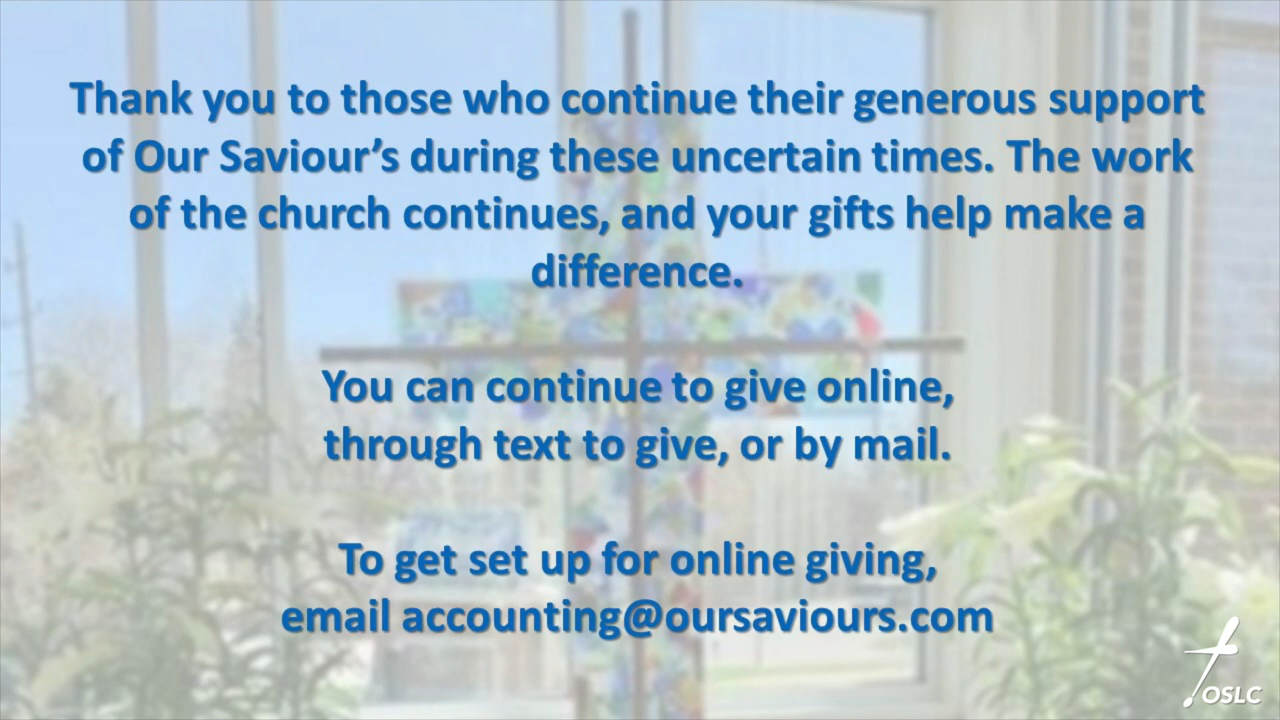 Thank you to those who continue their generous support
of Our Saviour’s during these uncertain times. The work
of the church continues, and your gifts help make a
difference.
You can continue to give online,
through text to give, or by mail.
To get set up for online giving,
email accounting@oursaviours.com
OSLC